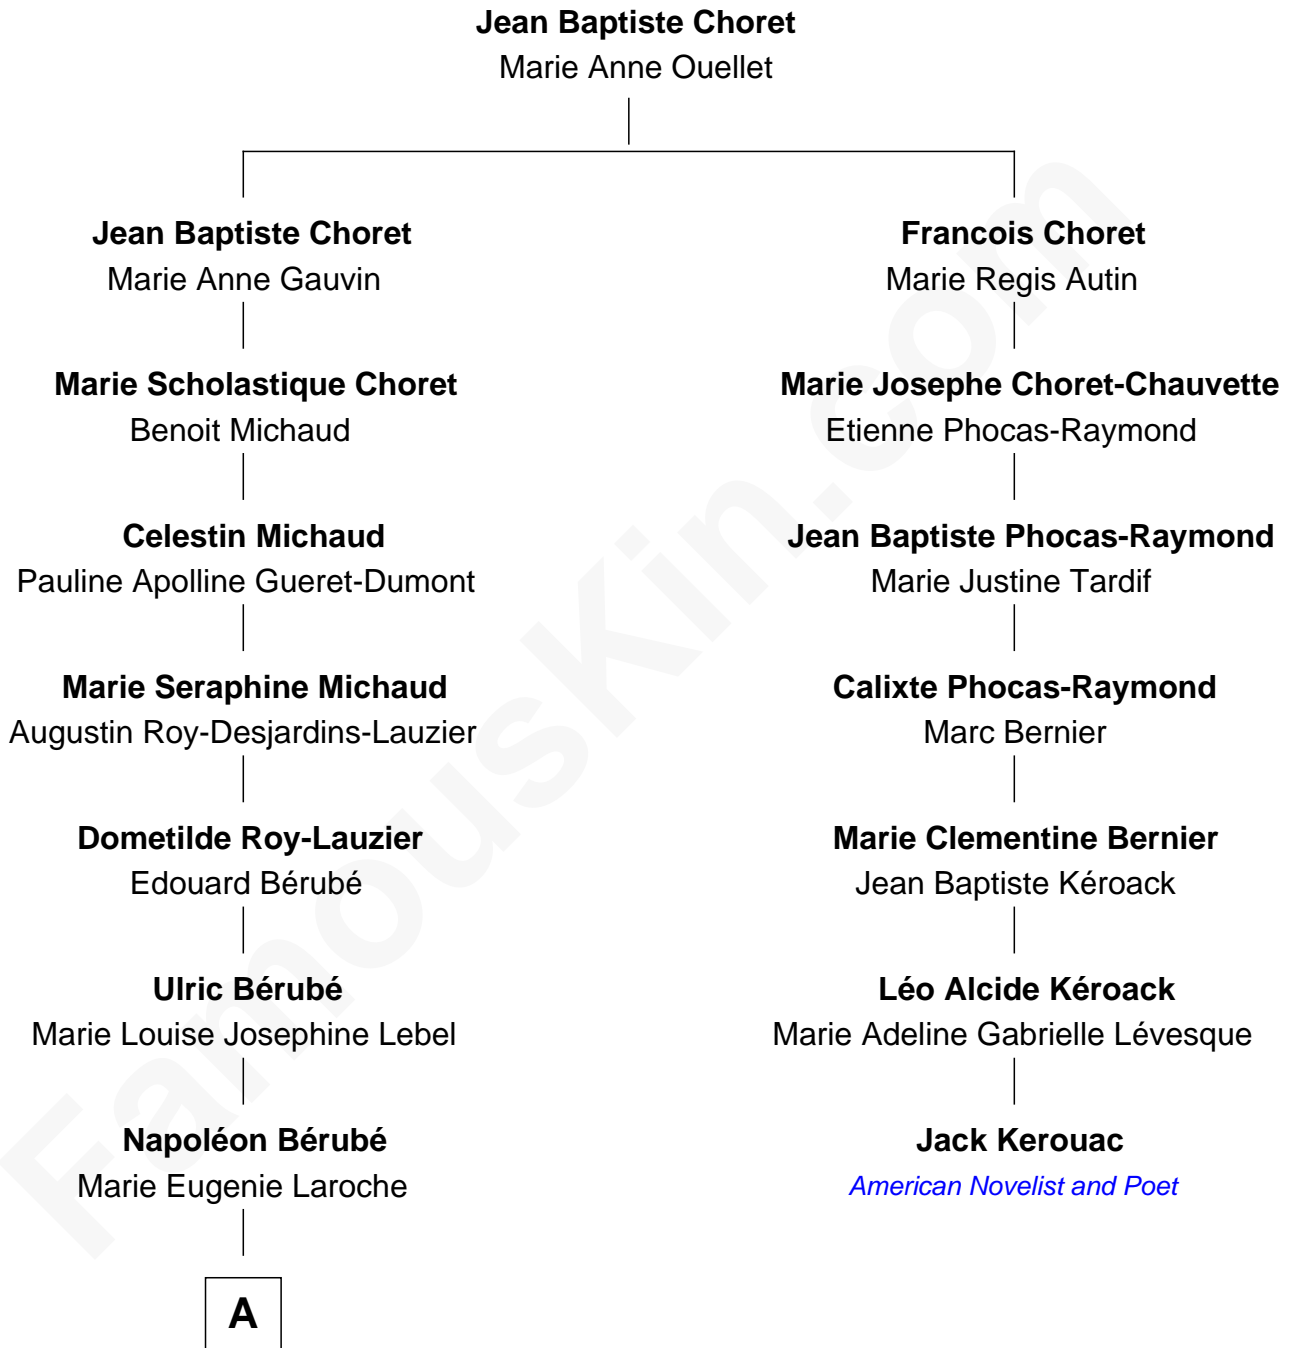 Jean Baptiste Choret
Marie Anne Ouellet
Jean Baptiste Choret
Marie Anne Gauvin
Francois Choret
Marie Regis Autin
Marie Scholastique Choret
Benoit Michaud
Marie Josephe Choret-Chauvette
Etienne Phocas-Raymond
Celestin Michaud
Pauline Apolline Gueret-Dumont
Jean Baptiste Phocas-Raymond
Marie Justine Tardif
Marie Seraphine Michaud
Augustin Roy-Desjardins-Lauzier
Calixte Phocas-Raymond
Marc Bernier
Dometilde Roy-Lauzier
Edouard Bérubé
Marie Clementine Bernier
Jean Baptiste Kéroack
Ulric Bérubé
Marie Louise Josephine Lebel
Léo Alcide Kéroack
Marie Adeline Gabrielle Lévesque
Napoléon Bérubé
Marie Eugenie Laroche
Jack Kerouac
American Novelist and Poet
A
FamousKin.com